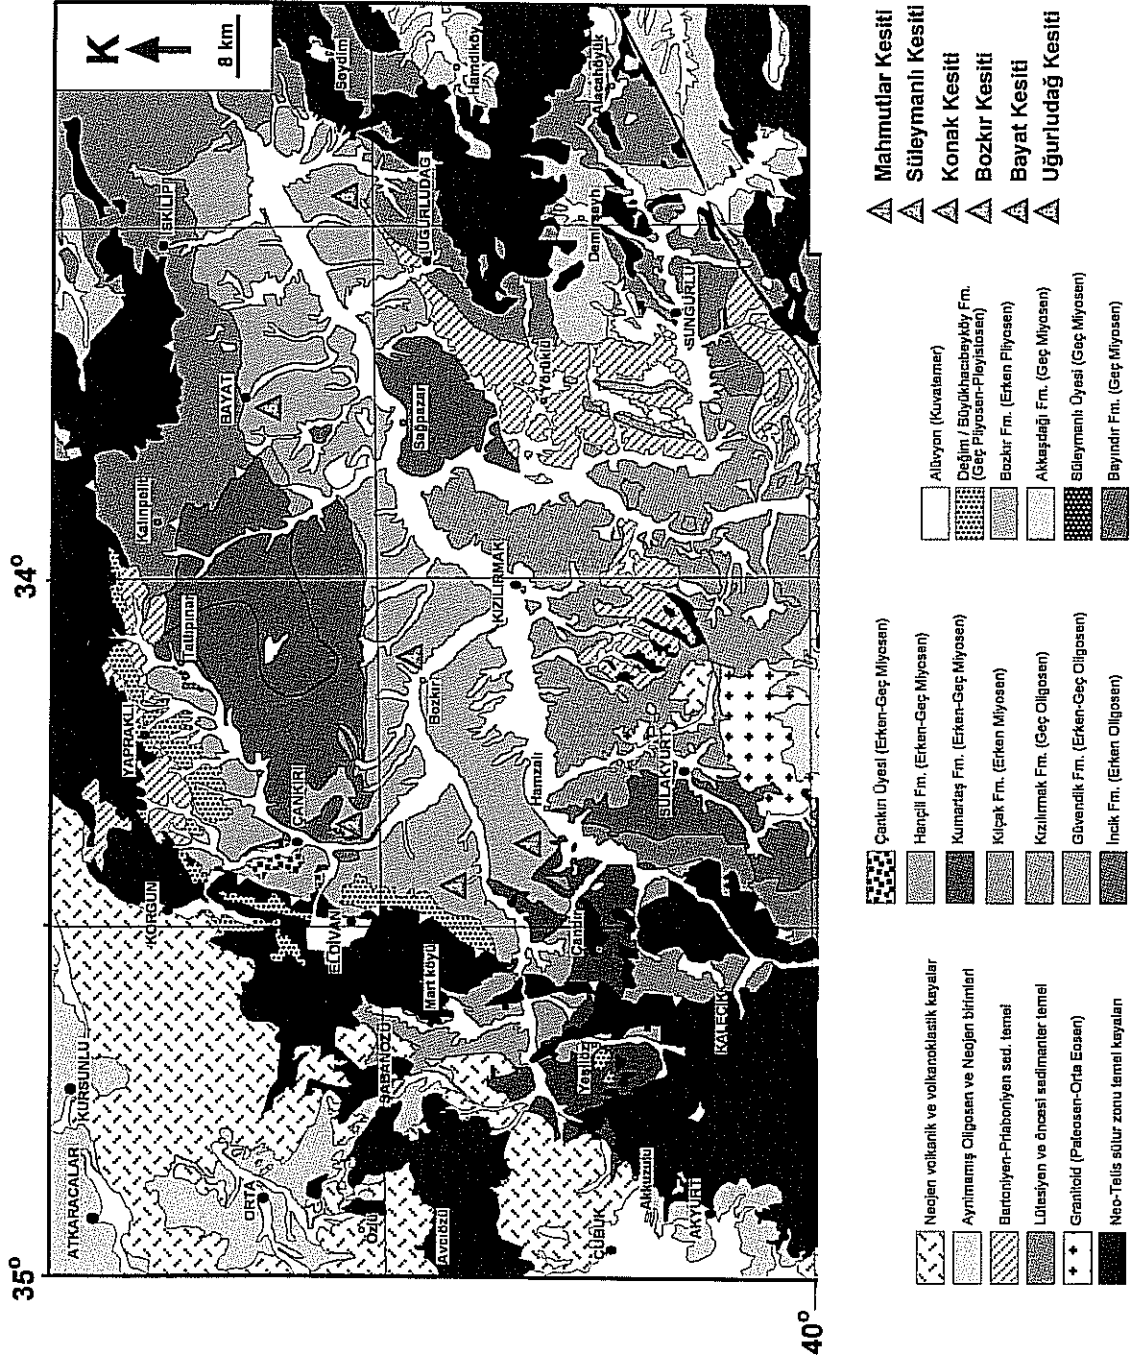 35°
34°
40°
K
8 km
ATKARACALAR
KURŞUNLU
ORTA
Özü
Avcıözü
ÇUBUK
Akkuzulu
AKYURT
KORGUN
YAPRAKLI
Tatlıpınar
ÇANKIRI
ELDİVAN
ŞABANÖZÜ
Mart köyü
Yeşilöz
KALECİK
Çandır
Hamzalı
SULAKYURT
Bozkır
KIZILIRMAK
Kalınpelit
BAYAT
İSKİLİP
Sağpazar
Yörüklü
UĞURLUDAĞ
SUNGURLU
Demirşeyh
Seydim
Hamdiköy
Alacahöyük
Neojen volkanik ve volkanoklastik kayalar
Ayrılmamış Oligosen ve Neojen birimleri
Bartoniyen-Priaboniyen sed. temel
Lütesiyen ve öncesi sedimanter temel
Granitoid (Paleosen-Orta Eosen)
Neo-Tetis sütur zonu temel kayaları
Çankırı Üyesi (Erken-Geç Miyosen)
Hançili Fm. (Erken-Geç Miyosen)
Kumartaş Fm. (Erken-Geç Miyosen)
Kılçak Fm. (Erken Miyosen)
Kızılırmak Fm. (Geç Oligosen)
Güvendik Fm. (Erken-Geç Oligosen)
İncik Fm. (Erken Oligosen)
Alüvyon (Kuvaterner)
Değim / Büyükhacıbeyköy Fm.
(Geç Pliyosen-Pleyistosen)
Bozkır Fm. (Erken Pliyosen)
Akkaşdağı Fm. (Geç Miyosen)
Süleymanlı Üyesi (Geç Miyosen)
Bayındır Fm. (Geç Miyosen)
Mahmutlar Kesiti
Süleymanlı Kesiti
Konak Kesiti
Bozkır Kesiti
Bayat Kesiti
Uğurludağ Kesiti